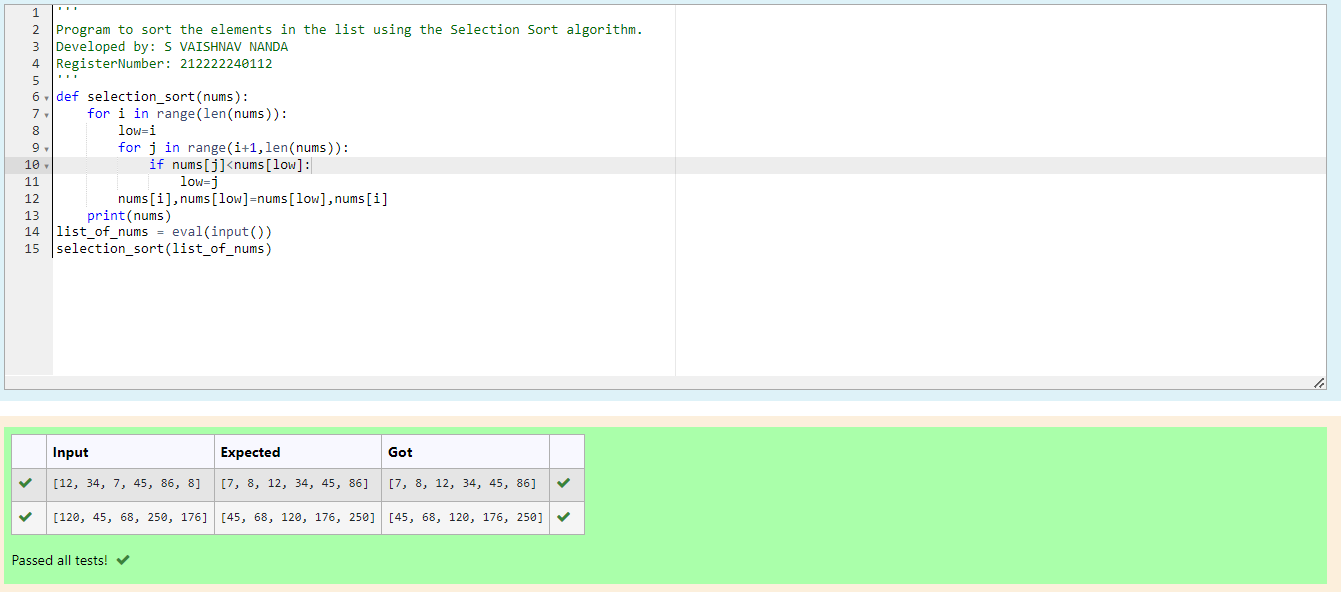 1 '''
2 Program to sort the elements in the list using the Selection Sort algorithm.
3 Developed by: S VAISHNAV NANDA
4 RegisterNumber: 212222240112
5 '''
6 def selection_sort(nums):
7     for i in range(len(nums)):
8         low=i
9         for j in range(i+1,len(nums)):
10             if nums[j]<nums[low]:
11                 low=j
12         nums[i],nums[low]=nums[low],nums[i]
13     print(nums)
14 list_of_nums = eval(input())
15 selection_sort(list_of_nums)
Input Expected Got
[12, 34, 7, 45, 86, 8] [7, 8, 12, 34, 45, 86] [7, 8, 12, 34, 45, 86]
[120, 45, 68, 250, 176] [45, 68, 120, 176, 250] [45, 68, 120, 176, 250]
Passed all tests!